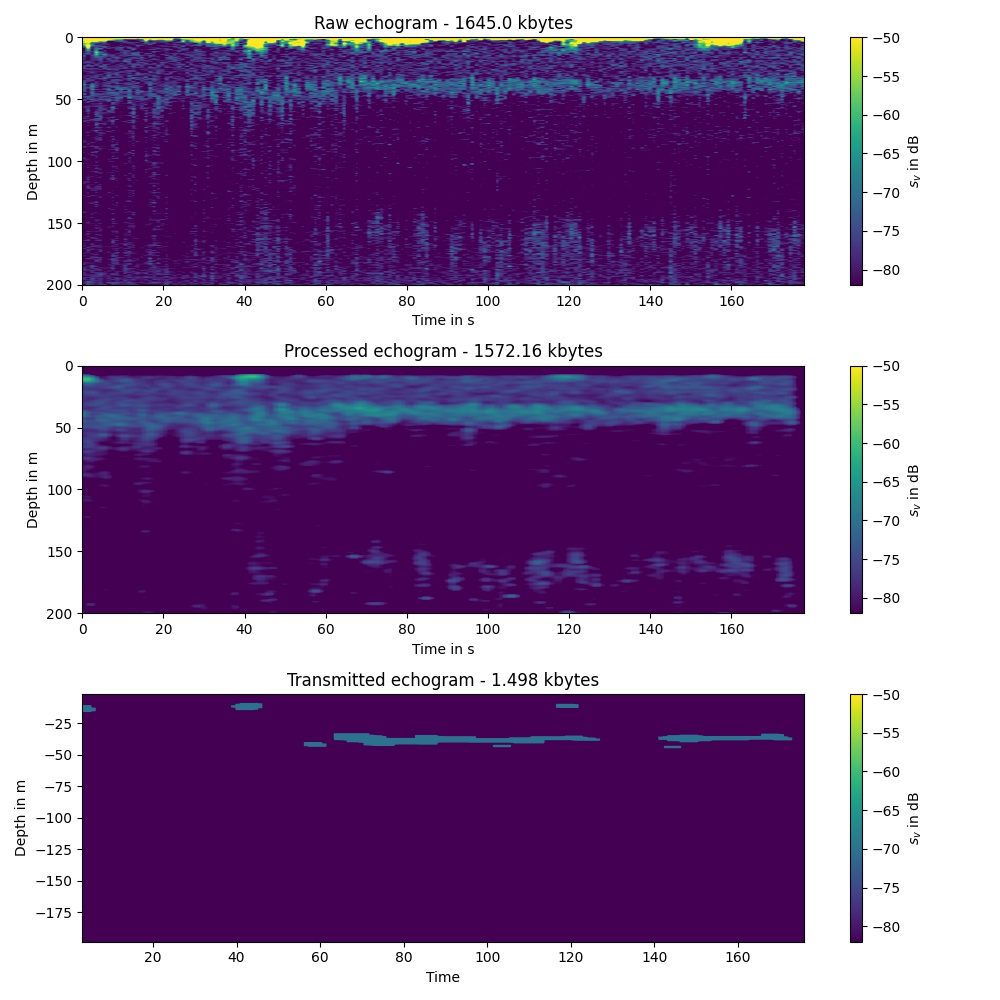 Raw echogram - 1645.0 kbytes
0
50
100
150
200
Depth in m
0 20 40 60 80 100 120 140 160
Time in s
−50
−55
−60
−65
−70
−75
−80
sv in dB
Processed echogram - 1572.16 kbytes
0
50
100
150
200
Depth in m
0 20 40 60 80 100 120 140 160
Time in s
−50
−55
−60
−65
−70
−75
−80
sv in dB
Transmitted echogram - 1.498 kbytes
−25
−50
−75
−100
−125
−150
−175
Depth in m
20 40 60 80 100 120 140 160
Time
−50
−55
−60
−65
−70
−75
−80
sv in dB